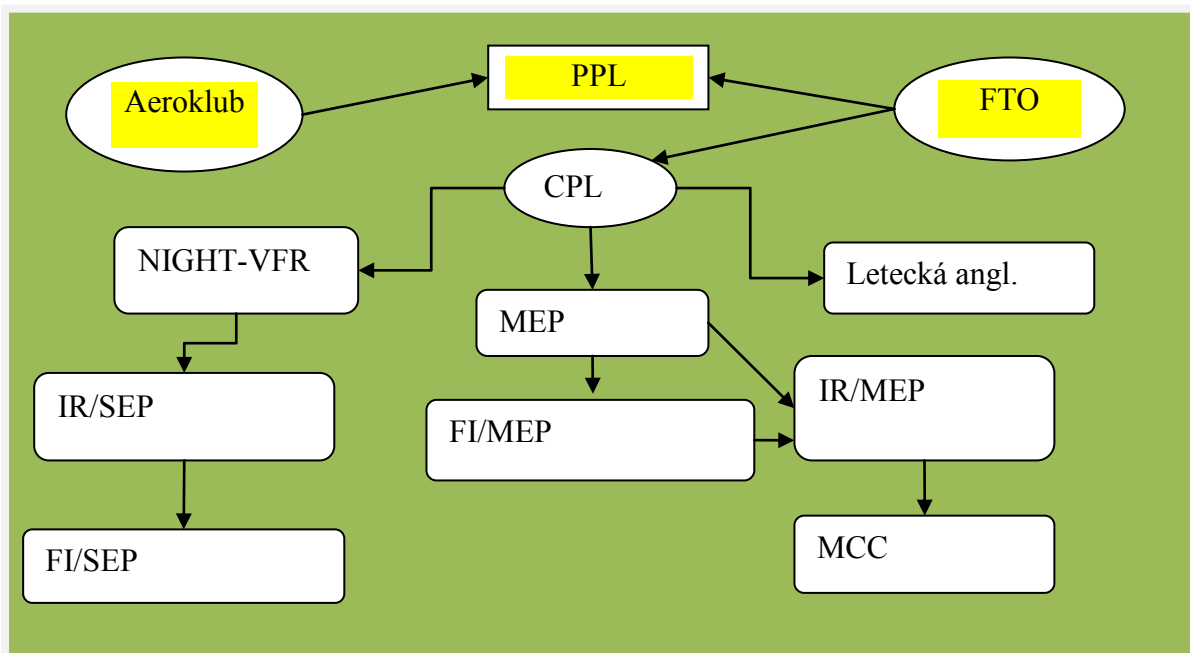 Aeroklub
PPL
FTO
CPL
NIGHT-VFR
Letecká angl.
MEP
IR/SEP
IR/MEP
FI/MEP
FI/SEP
MCC